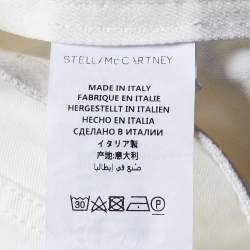 STELLA McCARTNEY
MADE IN ITALY
FABRIQUE EN ITALIE
HERGESTELLT IN ITALIEN
HECHO EN ITALIA
СДЕЛАНО В ИТАЛИИ
イタリア製
产地:意大利
صنع في إيطاليا
30 P